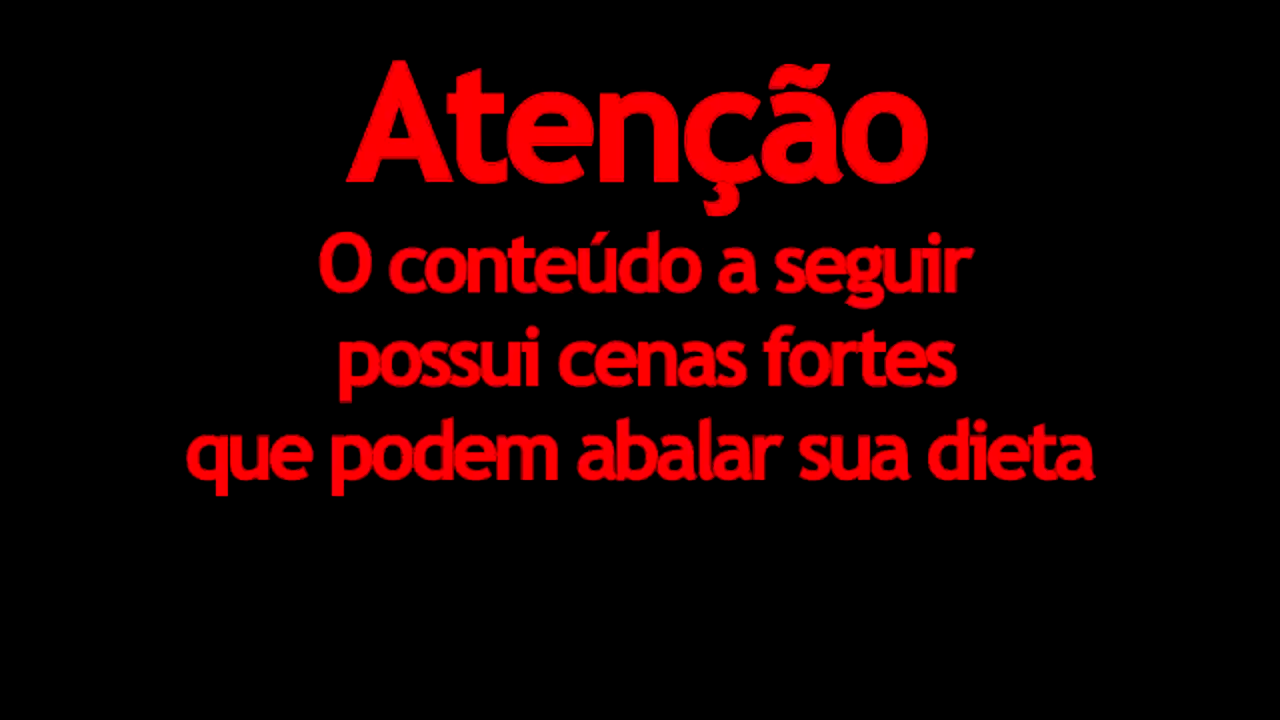 Atenção
O conteúdo a seguir
possui cenas fortes
que podem abalar sua dieta